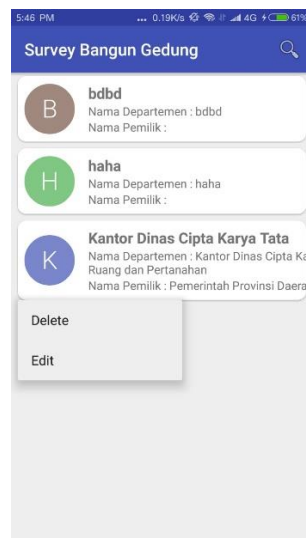 5:46 PM ... 0.19K/s 4G 61%
Survey Bangun Gedung
B
bdbd
Nama Departemen : bdbd
Nama Pemilik :
H
haha
Nama Departemen : haha
Nama Pemilik :
K
Kantor Dinas Cipta Karya Tata
Nama Departemen : Kantor Dinas Cipta Ka
Ruang dan Pertanahan
Nama Pemilik : Pemerintah Provinsi Daera
Delete
Edit